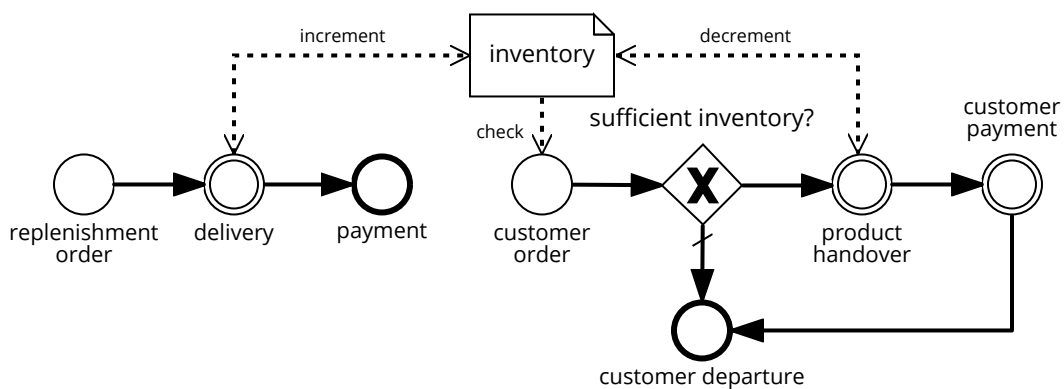 increment
inventory
decrement
check
sufficient inventory?
customer
payment
replenishment
order
delivery
payment
customer
order
X
product
handover
customer departure